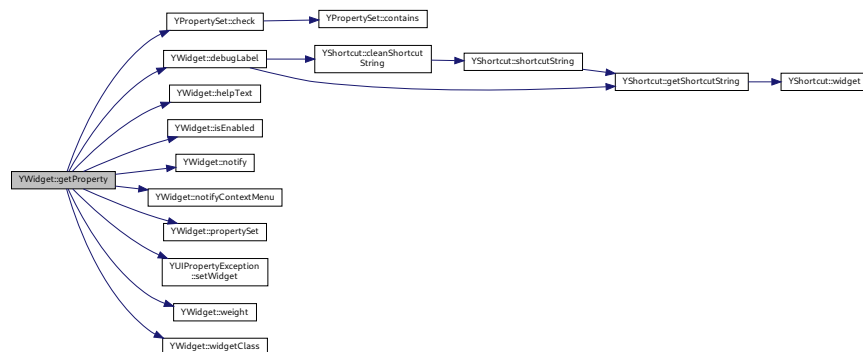 YPropertySet::check
YPropertySet::contains
YWidget::debugLabel
YShortcut::cleanShortcut
String
YShortcut::shortcutString
YShortcut::getShortcutString
YShortcut::widget
YWidget::helpText
YWidget::isEnabled
YWidget::notify
YWidget::getProperty
YWidget::notifyContextMenu
YWidget::propertySet
YUIPropertyException
::setWidget
YWidget::weight
YWidget::widgetClass